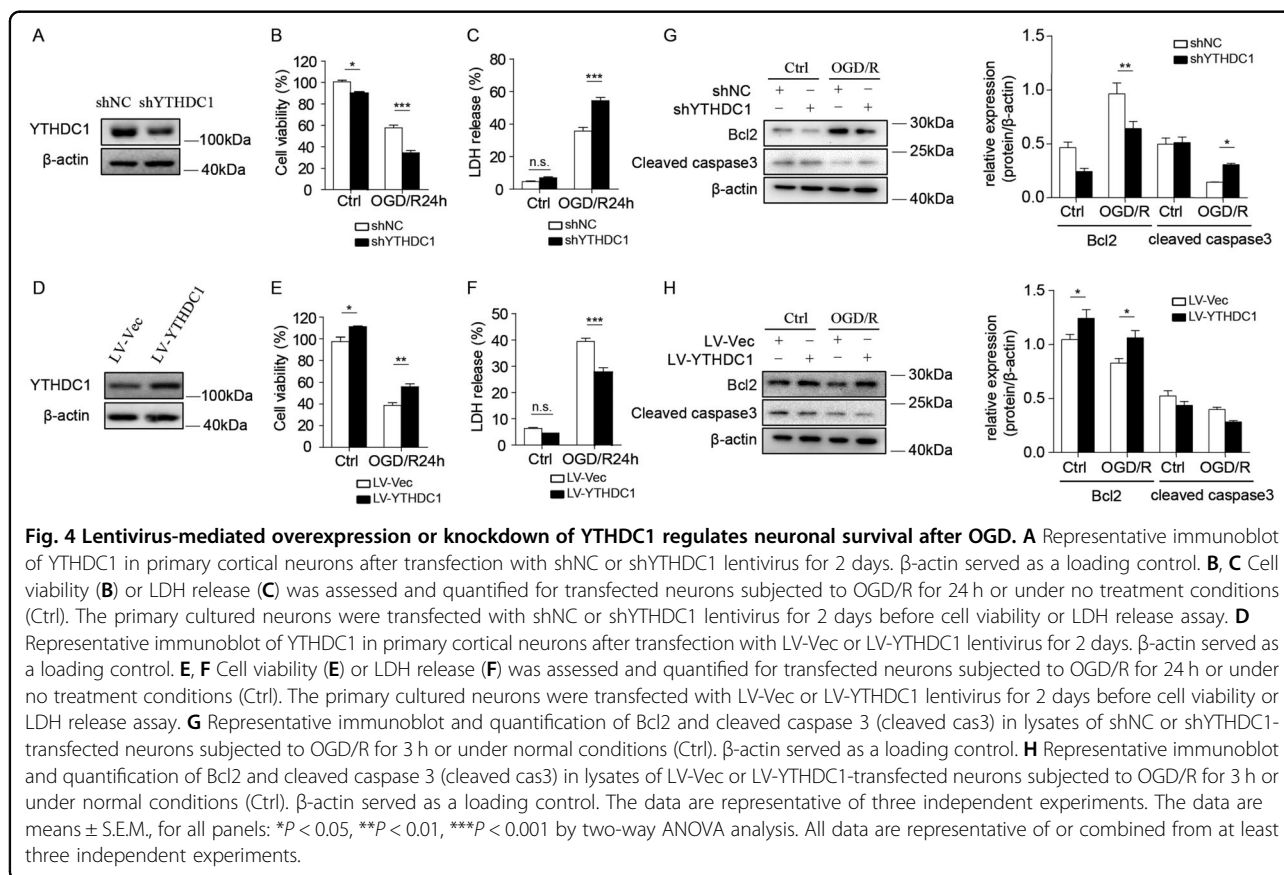 A
shNC shYTHDC1
YTHDC1
—100kDa
β-actin
—40kDa
B
Cell viability (%)
120
100
80
60
40
20
0
*
***
Ctrl OGD/R24h
shNC
shYTHDC1
C
LDH release (%)
80
60
40
20
0
n.s.
***
Ctrl OGD/R24h
shNC
shYTHDC1
G
Ctrl OGD/R
shNC + − + −
shYTHDC1 − + − +
Bcl2
—30kDa
—25kDa
Cleaved caspase3
β-actin
—40kDa
relative expression
(protein/β-actin)
1.5
1.0
0.5
0.0
**
*
shNC
shYTHDC1
Ctrl OGD/R Ctrl OGD/R
Bcl2 cleaved caspase3
D
LV-Vec LV-YTHDC1
YTHDC1
—100kDa
β-actin
—40kDa
E
Cell viability (%)
120
100
80
60
40
20
0
*
**
Ctrl OGD/R24h
LV-Vec
LV-YTHDC1
F
LDH release (%)
50
40
30
20
10
0
n.s.
***
Ctrl OGD/R24h
LV-Vec
LV-YTHDC1
H
Ctrl OGD/R
LV-Vec + − + −
LV-YTHDC1 − + − +
Bcl2
—30kDa
—25kDa
Cleaved caspase3
β-actin
—40kDa
relative expression
(protein/β-actin)
1.5
1.0
0.5
0.0
*
*
LV-Vec
LV-YTHDC1
Ctrl OGD/R Ctrl OGD/R
Bcl2 cleaved caspase3
Fig. 4 Lentivirus-mediated overexpression or knockdown of YTHDC1 regulates neuronal survival after OGD. A Representative immunoblot
of YTHDC1 in primary cortical neurons after transfection with shNC or shYTHDC1 lentivirus for 2 days. β-actin served as a loading control. B, C Cell
viability (B) or LDH release (C) was assessed and quantified for transfected neurons subjected to OGD/R for 24 h or under no treatment conditions
(Ctrl). The primary cultured neurons were transfected with shNC or shYTHDC1 lentivirus for 2 days before cell viability or LDH release assay. D
Representative immunoblot of YTHDC1 in primary cortical neurons after transfection with LV-Vec or LV-YTHDC1 lentivirus for 2 days. β-actin served as
a loading control. E, F Cell viability (E) or LDH release (F) was assessed and quantified for transfected neurons subjected to OGD/R for 24 h or under
no treatment conditions (Ctrl). The primary cultured neurons were transfected with LV-Vec or LV-YTHDC1 lentivirus for 2 days before cell viability or
LDH release assay. G Representative immunoblot and quantification of Bcl2 and cleaved caspase 3 (cleaved cas3) in lysates of shNC or shYTHDC1-
transfected neurons subjected to OGD/R for 3 h or under normal conditions (Ctrl). β-actin served as a loading control. H Representative immunoblot
and quantification of Bcl2 and cleaved caspase 3 (cleaved cas3) in lysates of LV-Vec or LV-YTHDC1-transfected neurons subjected to OGD/R for 3 h or
under normal conditions (Ctrl). β-actin served as a loading control. The data are representative of three independent experiments. The data are
means ± S.E.M., for all panels: *P < 0.05, **P < 0.01, ***P < 0.001 by two-way ANOVA analysis. All data are representative of or combined from at least
three independent experiments.